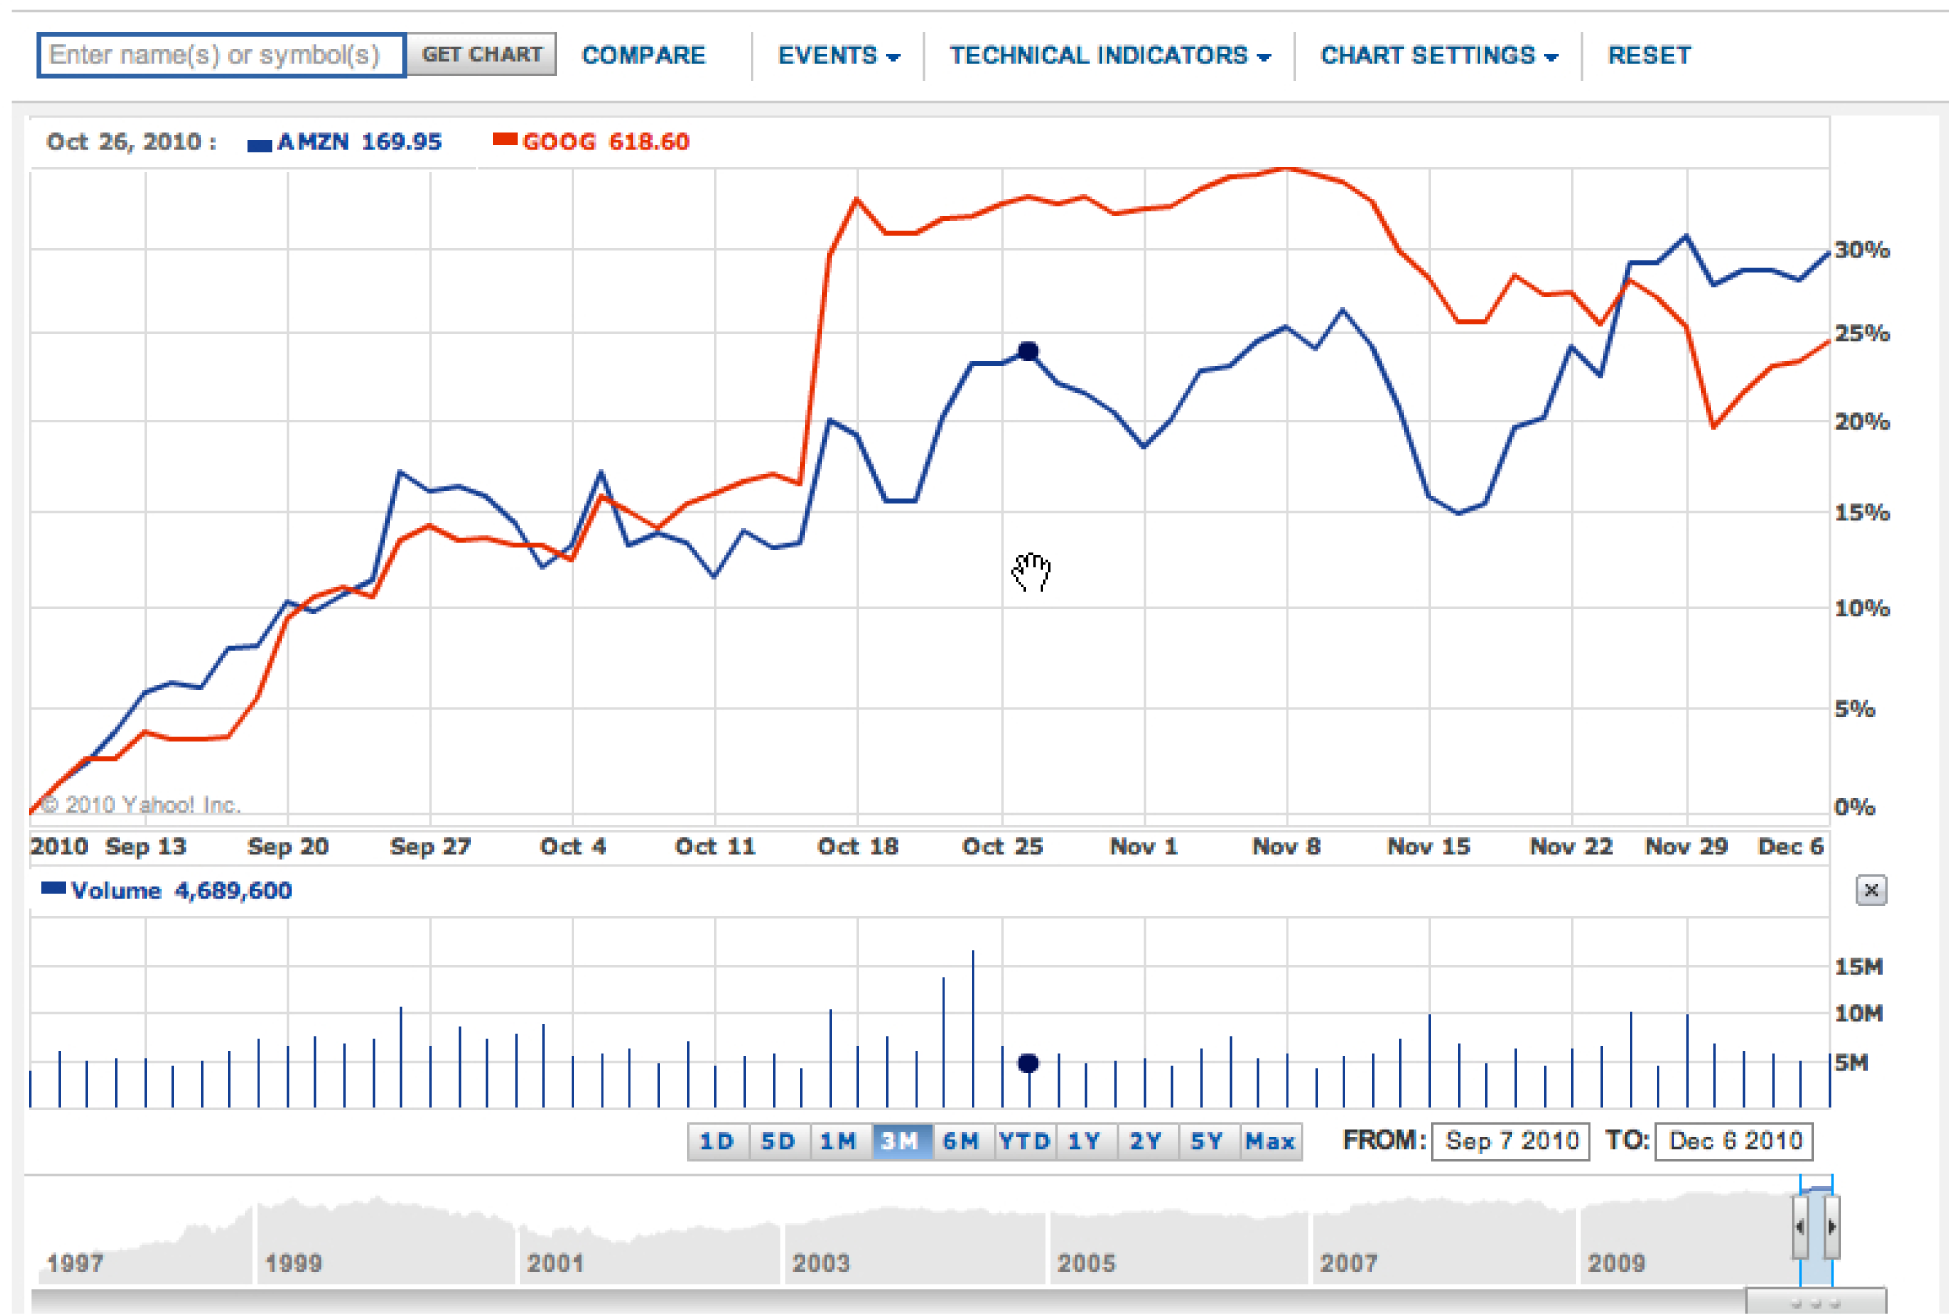 Enter name(s) or symbol(s) GET CHART COMPARE EVENTS TECHNICAL INDICATORS CHART SETTINGS RESET
Oct 26, 2010 : AMZN 169.95 GOOG 618.60
30%
25%
20%
15%
10%
5%
© 2010 Yahoo! Inc.
0%
2010 Sep 13 Sep 20 Sep 27 Oct 4 Oct 11 Oct 18 Oct 25 Nov 1 Nov 8 Nov 15 Nov 22 Nov 29 Dec 6
Volume 4,689,600
15M
10M
5M
1D 5D 1M 3M 6M YTD 1Y 2Y 5Y Max FROM: Sep 7 2010 TO: Dec 6 2010
1997 1999 2001 2003 2005 2007 2009